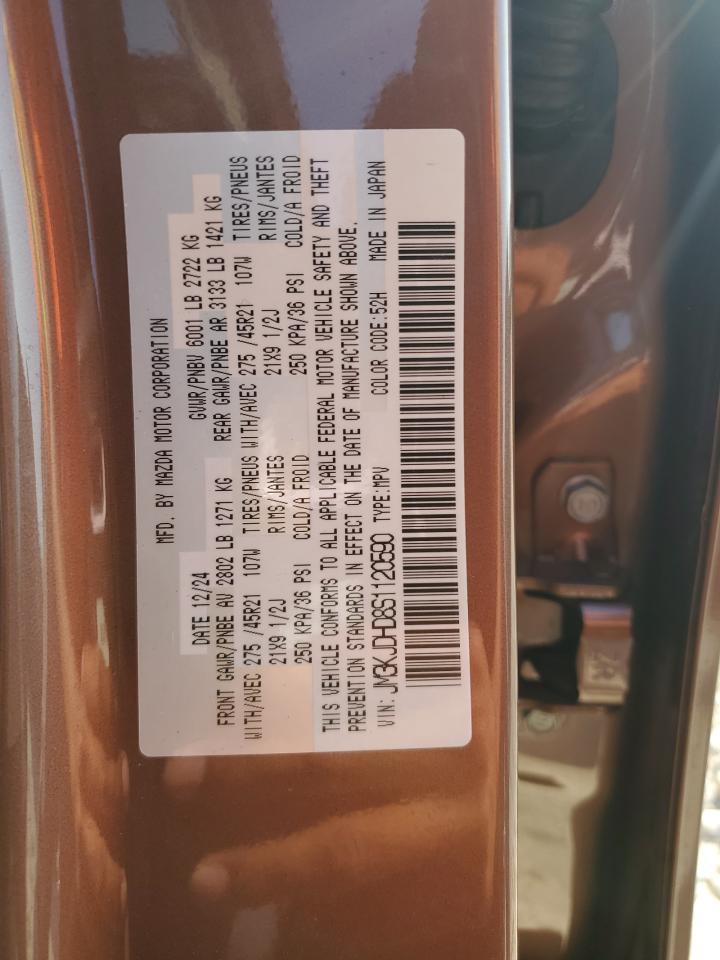 MFD. BY MAZDA MOTOR CORPORATION
DATE 12/24 GVWR/PNBV 6001 LB 2722 KG
FRONT GAWR/PNBE AV 2802 LB 1271 KG REAR GAWR/PNBE AR 3133 LB 1421 KG
WITH/AVEC 275 /45R21 107W TIRES/PNEUS WITH/AVEC 275 /45R21 107W TIRES/PNEUS
21X9 1/2J RIMS/JANTES 21X9 1/2J RIMS/JANTES
250 KPA/36 PSI COLD/A FROID 250 KPA/36 PSI COLD/A FROID
THIS VEHICLE CONFORMS TO ALL APPLICABLE FEDERAL MOTOR VEHICLE SAFETY AND THEFT
PREVENTION STANDARDS IN EFFECT ON THE DATE OF MANUFACTURE SHOWN ABOVE.
VIN: JM3KJDHD8S1120590 TYPE:MPV COLOR CODE:52H MADE IN JAPAN